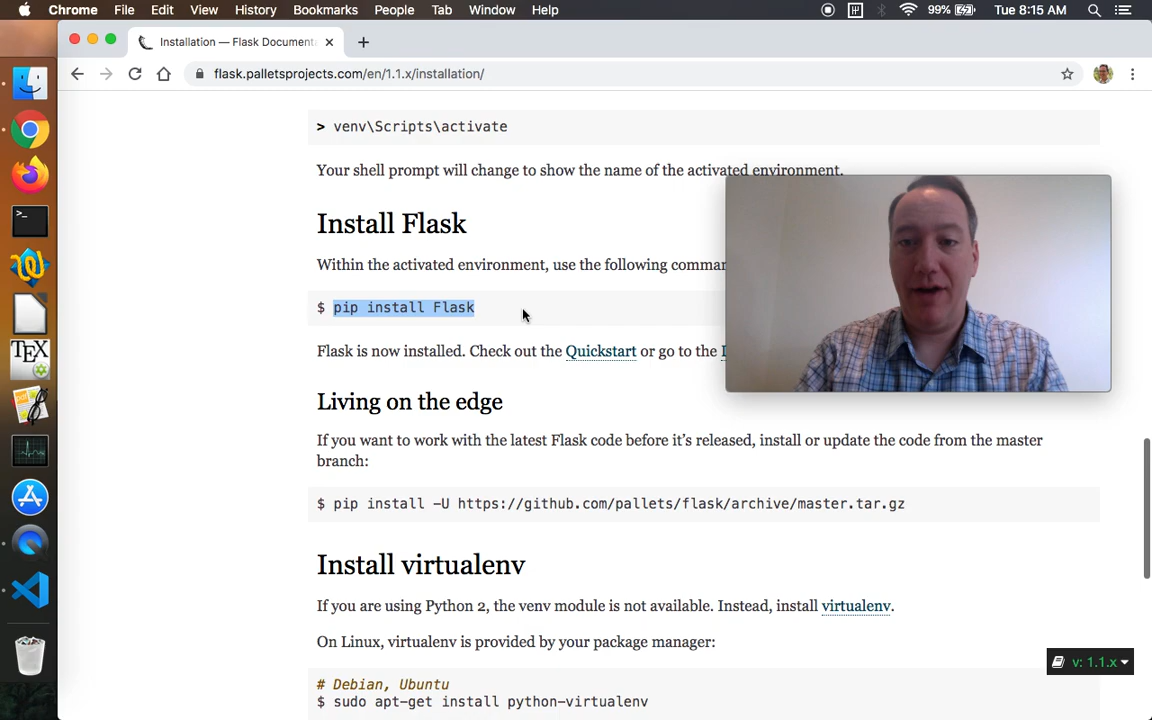 Chrome File Edit View History Bookmarks People Tab Window Help 99% Tue 8:15 AM
Installation — Flask Document
flask.palletsprojects.com/en/1.1.x/installation/
> venv\Scripts\activate
Your shell prompt will change to show the name of the activated environment.
Install Flask
Within the activated environment, use the following
$ pip install Flask
Flask is now installed. Check out the Quickstart or go to the
Living on the edge
If you want to work with the latest Flask code before it’s released, install or update the code from the master
branch:
$ pip install -U https://github.com/pallets/flask/archive/master.tar.gz
Install virtualenv
If you are using Python 2, the venv module is not available. Instead, install virtualenv.
On Linux, virtualenv is provided by your package manager:
v: 1.1.x
# Debian, Ubuntu
$ sudo apt-get install python-virtualenv
>_
TEX